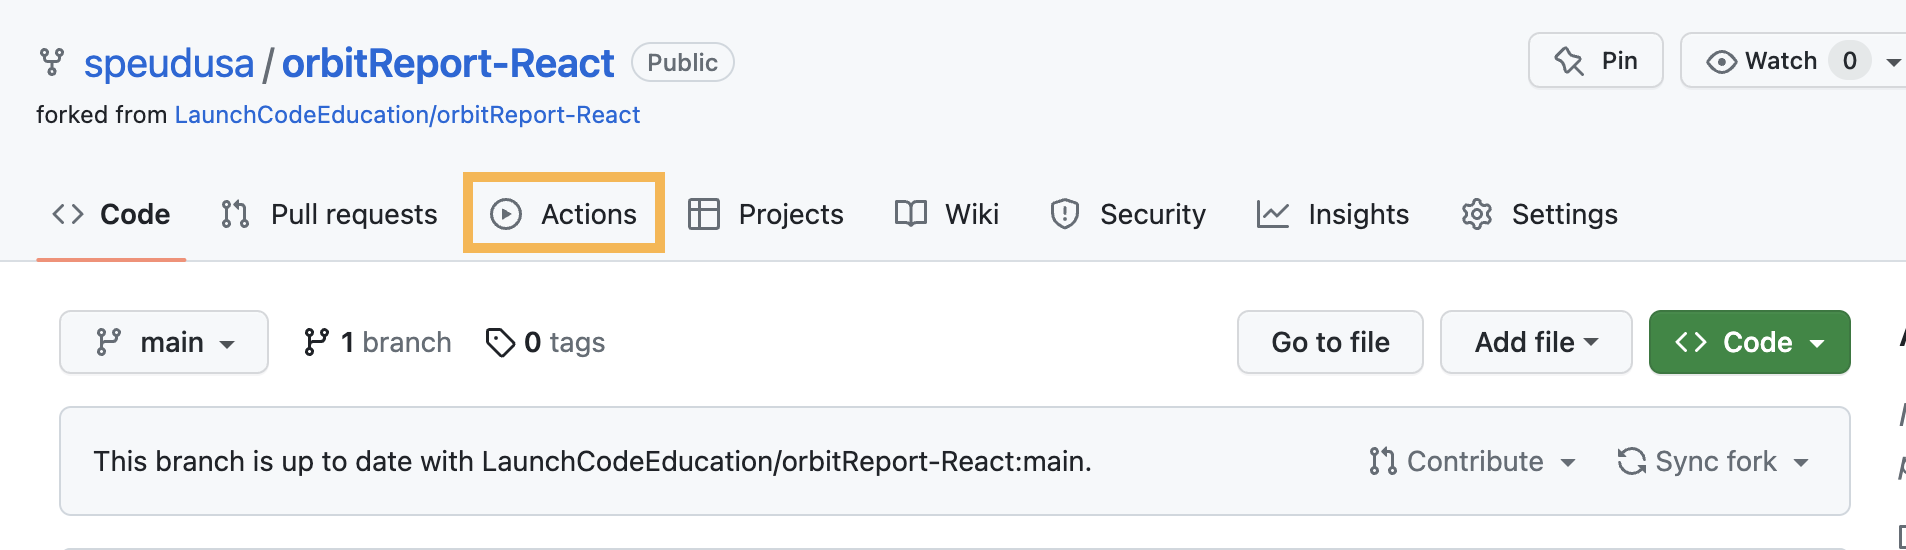 speudusa / orbitReport-React Public
Pin
Watch 0
forked from LaunchCodeEducation/orbitReport-React
Code
Pull requests
Actions
Projects
Wiki
Security
Insights
Settings
main
1 branch
0 tags
Go to file
Add file
Code
This branch is up to date with LaunchCodeEducation/orbitReport-React:main.
Contribute
Sync fork